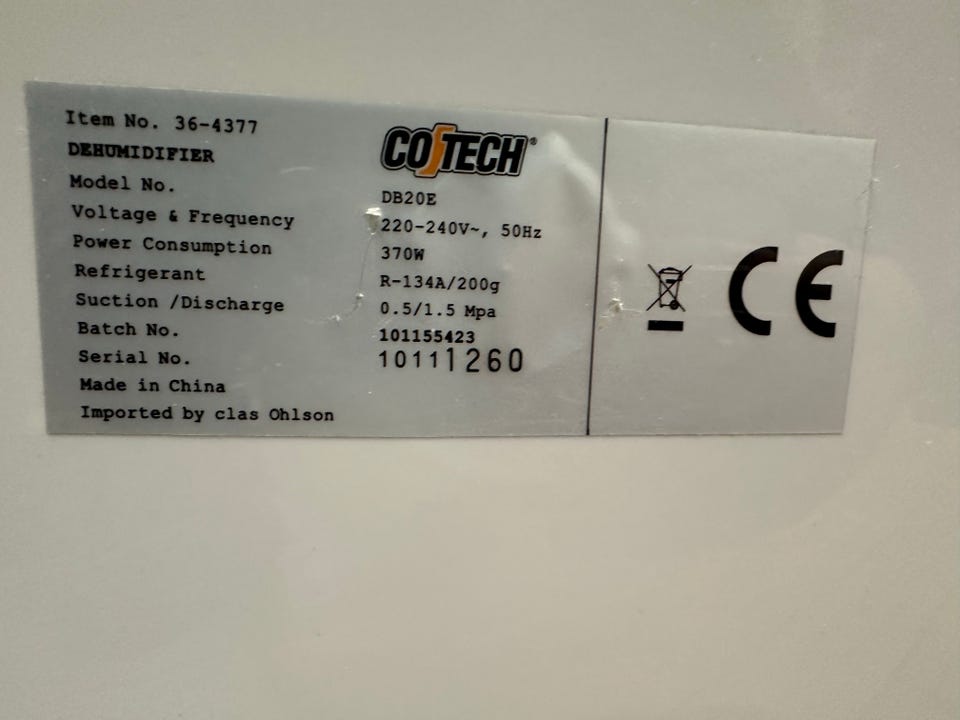 Item No. 36-4377
DEHUMIDIFIER
COTECH®
Model No. DB20E
Voltage & Frequency 220-240V~, 50Hz
Power Consumption 370W
Refrigerant R-134A/200g
Suction /Discharge 0.5/1.5 Mpa
Batch No. 101155423
Serial No. 10111260
Made in China
Imported by clas Ohlson
CE